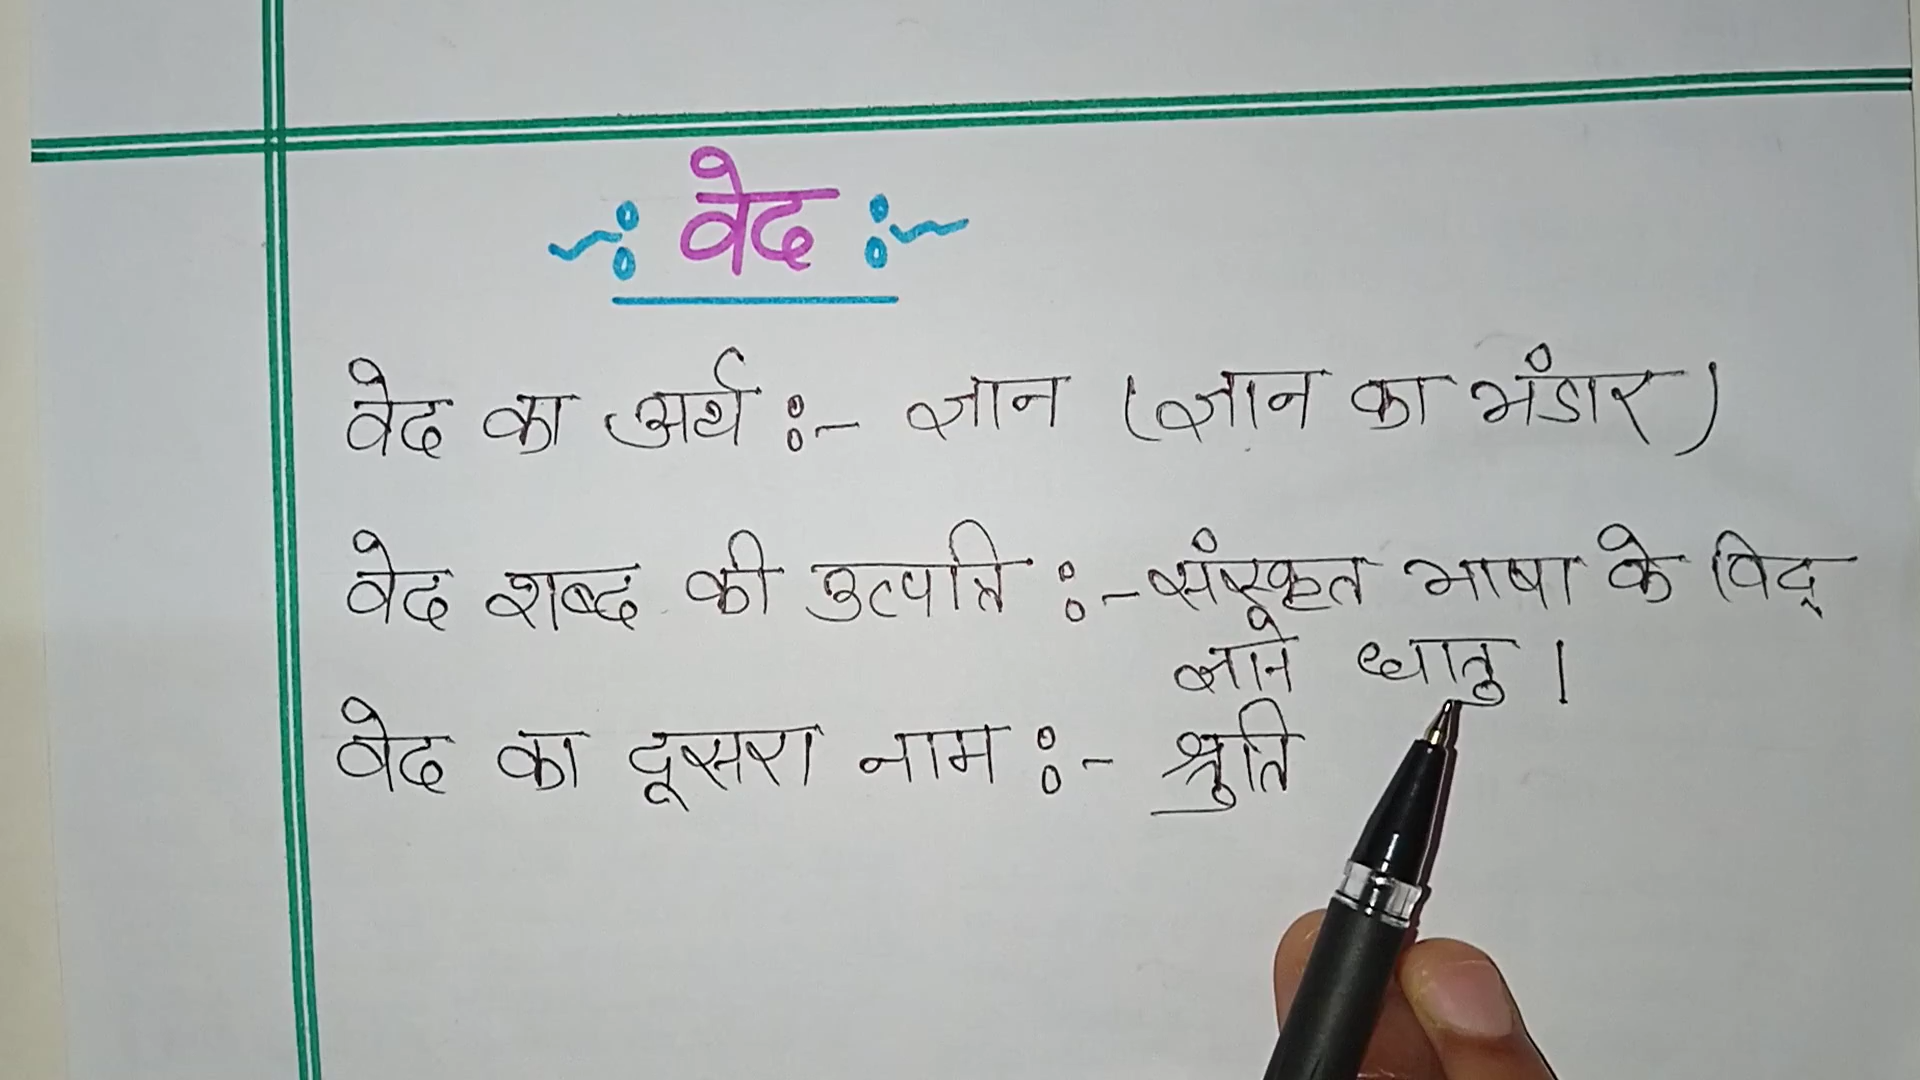 -: वेद :-
वेद का अर्थ :- ज्ञान (ज्ञान का भंडार)
वेद शब्द की उत्पत्ति :- संस्कृत भाषा के विद्
ज्ञाने धातु ।
वेद का दूसरा नाम :- श्रुति